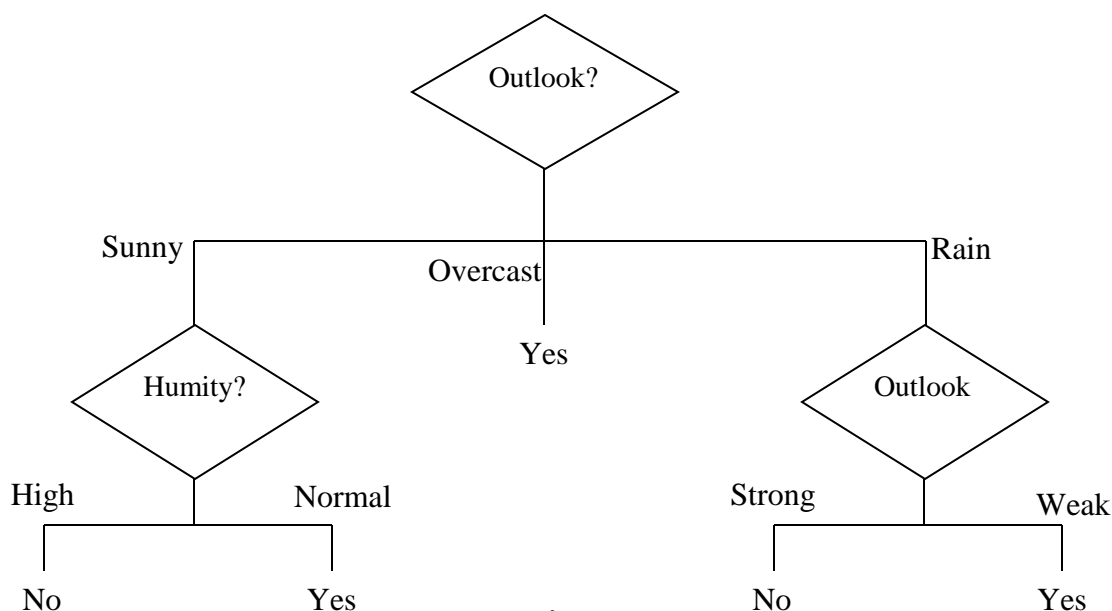 Outlook?
Sunny
Overcast
Rain
Yes
Humity?
Outlook
High
Normal
Strong
Weak
No
Yes
No
Yes